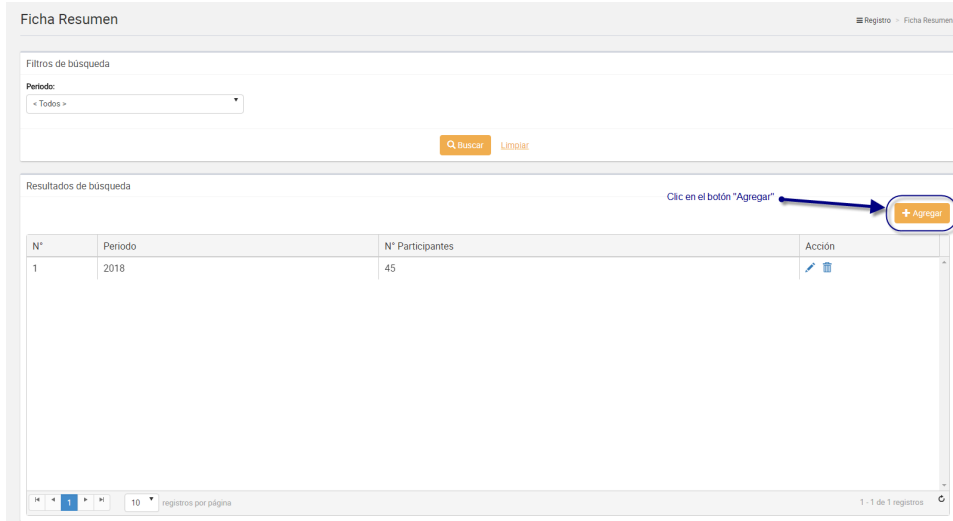 Ficha Resumen
Registro > Ficha Resumen
Filtros de búsqueda
Periodo:
< Todos >
Buscar Limpiar
Resultados de búsqueda
Clic en el botón "Agregar"
+ Agregar
N° Periodo N° Participantes Acción
1 2018 45
1 10 registros por página 1 - 1 de 1 registros